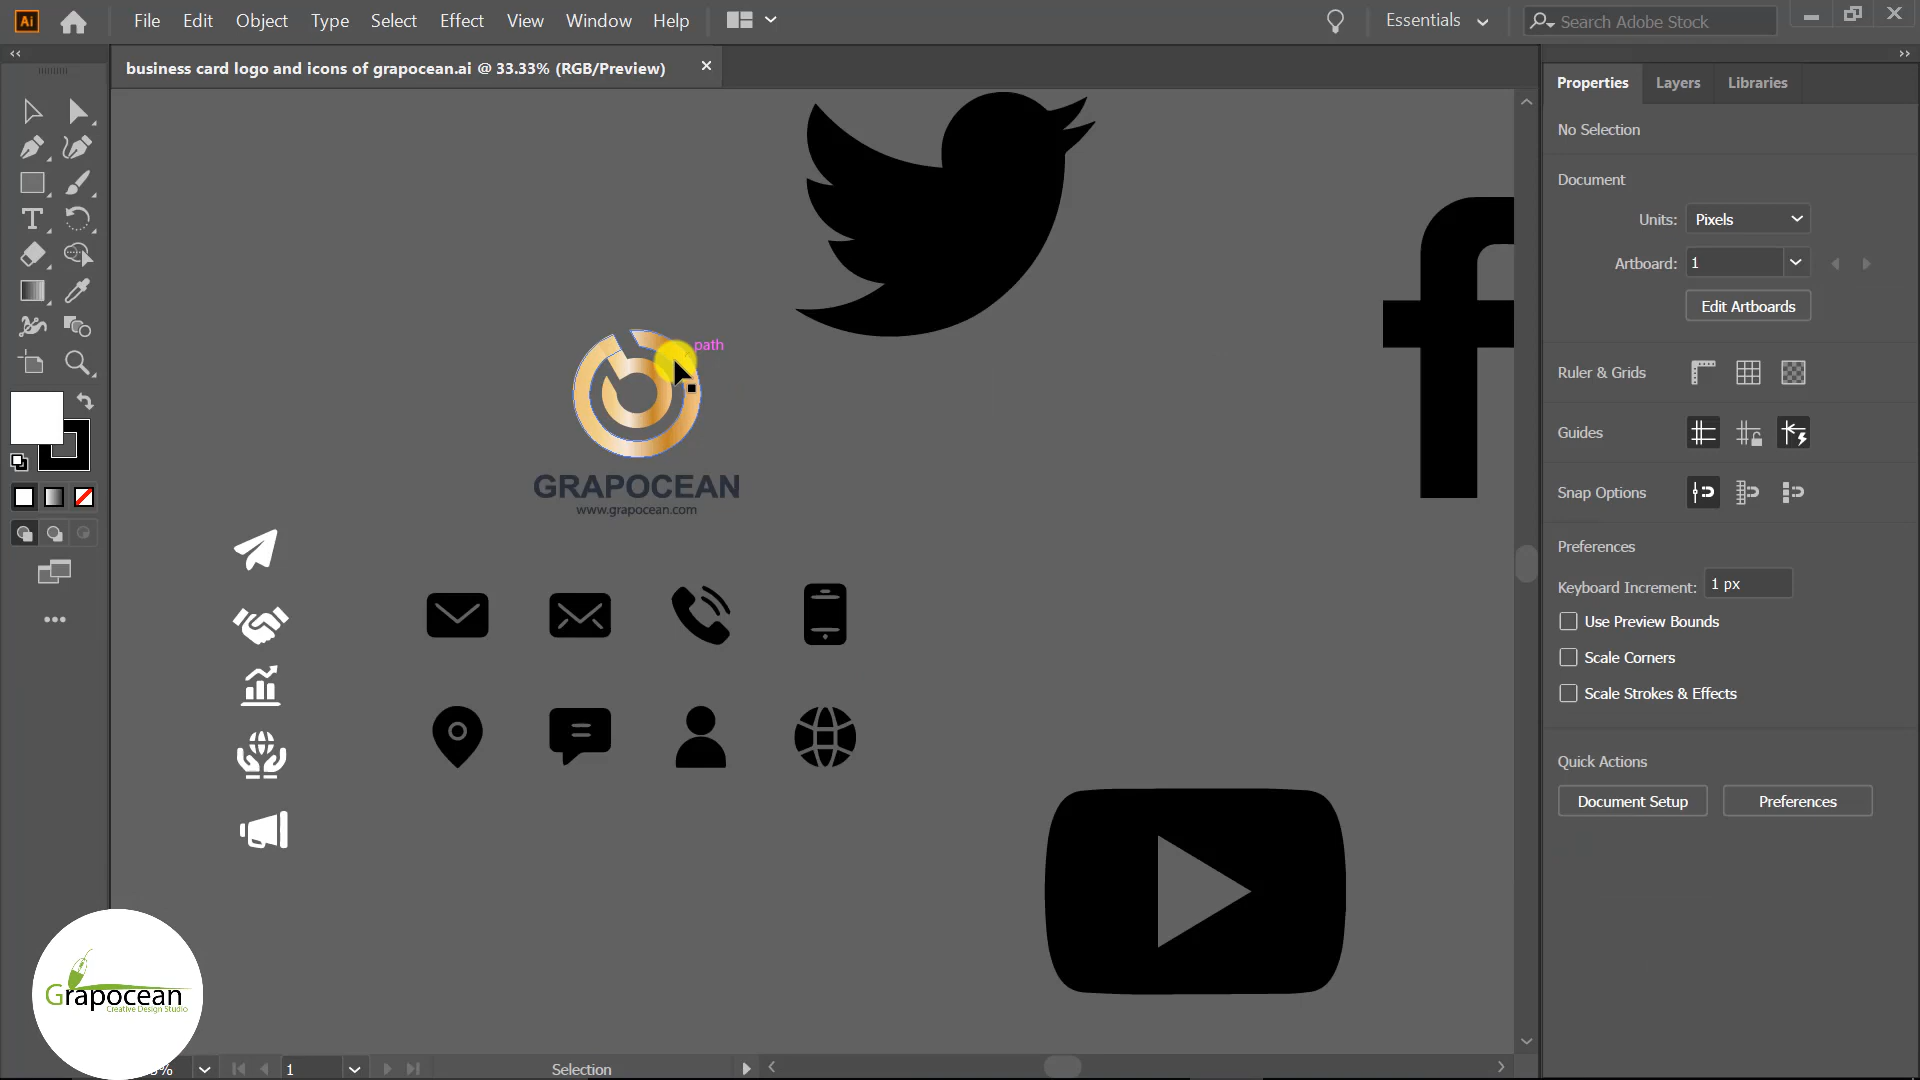 Ai File Edit Object Type Select Effect View Window Help Essentials Search Adobe Stock
business card logo and icons of grapocean.ai @ 33.33% (RGB/Preview)
Properties Layers Libraries
No Selection
Document
Units: Pixels
Artboard: 1
Edit Artboards
Ruler & Grids
Guides
Snap Options
Preferences
Keyboard Increment: 1 px
Use Preview Bounds
Scale Corners
Scale Strokes & Effects
Quick Actions
Document Setup Preferences
path
GRAPOCEAN
www.grapocean.com
Grapocean
Creative Design Studio
1 Selection